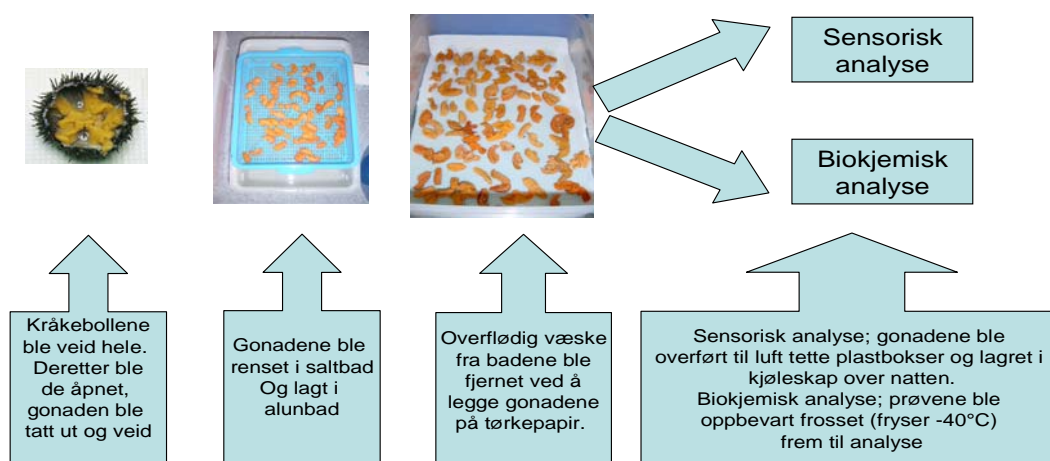 Sensorisk
analyse
Biokjemisk
analyse
Kråkebollene
ble veid hele.
Deretter ble
de åpnet,
gonaden ble
tatt ut og veid
Gonadene ble
renset i saltbad
Og lagt i
alunbad
Overflødig væske
fra badene ble
fjernet ved å
legge gonadene
på tørkepapir.
Sensorisk analyse; gonadene ble
overført til luft tette plastbokser og lagret i
kjøleskap over natten.
Biokjemisk analyse; prøvene ble
oppbevart frosset (fryser -40°C)
frem til analyse